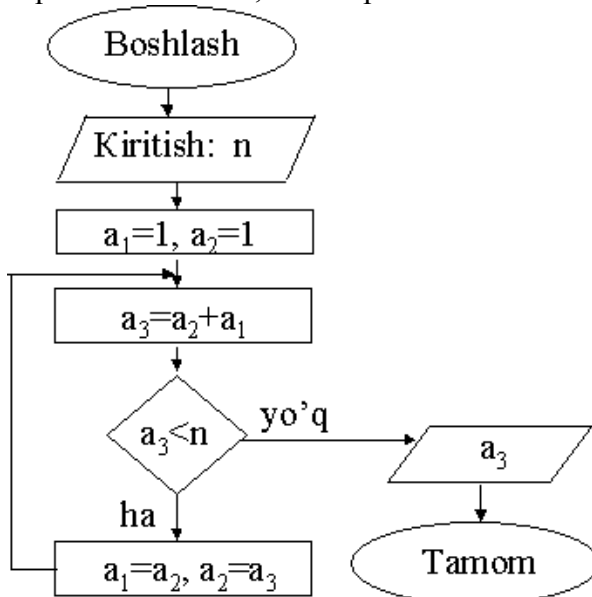 Boshlash
Kiritish: n
a₁=1, a₂=1
a₃=a₂+a₁
a₃<n
yo’q
a₃
ha
a₁=a₂, a₂=a₃
Tamom